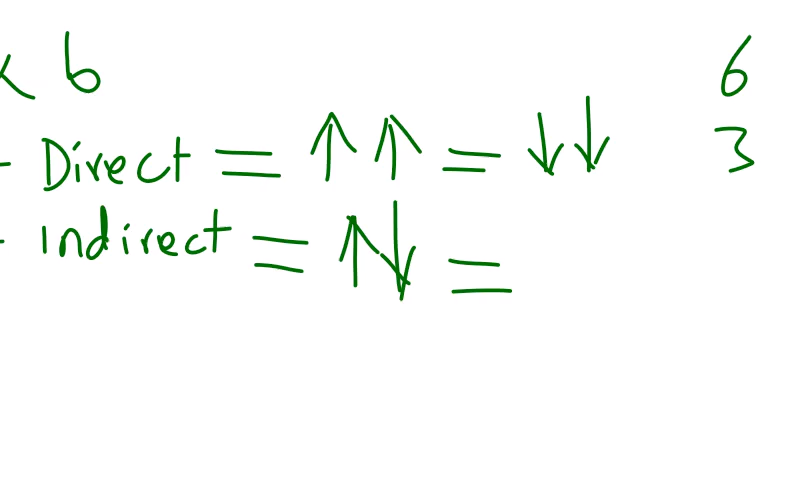 < 6 6
3
- Direct = ↑↑ = ↓↓
- Indirect = ↑↓ =